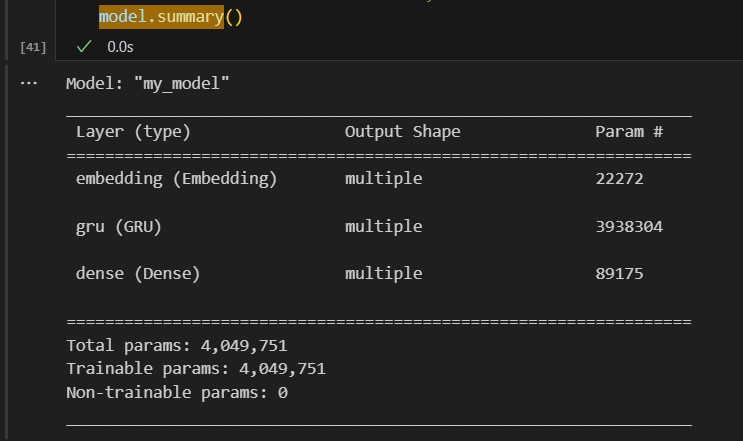 model.summary()
[41] ✓ 0.0s
... Model: "my_model"
_________________________________________________________________
Layer (type) Output Shape Param #
=================================================================
embedding (Embedding) multiple 22272
gru (GRU) multiple 3938304
dense (Dense) multiple 89175
=================================================================
Total params: 4,049,751
Trainable params: 4,049,751
Non-trainable params: 0
_________________________________________________________________